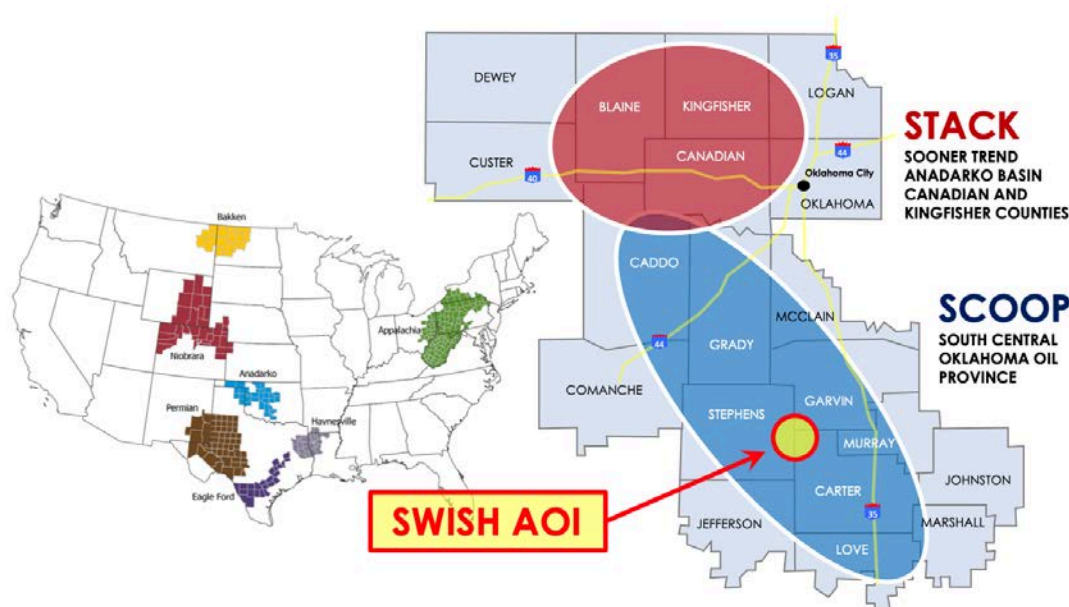 DEWEY
BLAINE
KINGFISHER
LOGAN
35
CUSTER
CANADIAN
44
40
Oklahoma City
OKLAHOMA
STACK
SOONER TREND
ANADARKO BASIN
CANADIAN AND
KINGFISHER COUNTIES
Bakken
Niobrara
Appalachia
Anadarko
Permian
Haynesville
Eagle Ford
CADDO
MCCLAIN
GRADY
44
COMANCHE
SCOOP
SOUTH CENTRAL
OKLAHOMA OIL
PROVINCE
STEPHENS
GARVIN
MURRAY
CARTER
JOHNSTON
35
JEFFERSON
MARSHALL
LOVE
SWISH AOI